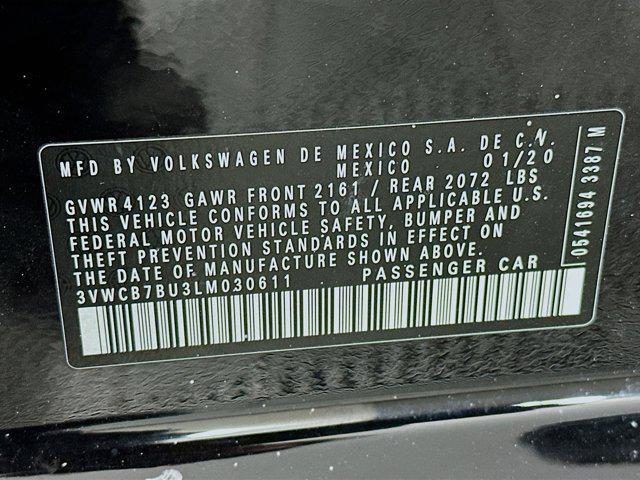 MFD BY VOLKSWAGEN DE MEXICO S.A. DE C.V.
MEXICO 01/20
GVWR4123 GAWR FRONT 2161 / REAR 2072 LBS
THIS VEHICLE CONFORMS TO ALL APPLICABLE U.S.
FEDERAL MOTOR VEHICLE SAFETY, BUMPER AND
THEFT PREVENTION STANDARDS IN EFFECT ON
THE DATE OF MANUFACTURE SHOWN ABOVE.
3VWCB7BU3LM030611 PASSENGER CAR
0541694 3387 M